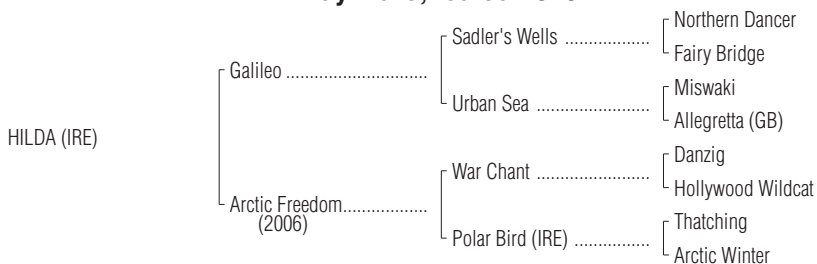 Northern Dancer
Sadler's Wells ..................
Fairy Bridge
Galileo ..............................
Miswaki
Urban Sea ........................
Allegretta (GB)
HILDA (IRE)
Danzig
War Chant ........................
Hollywood Wildcat
Arctic Freedom..................
(2006)
Thatching
Polar Bird (IRE) ................
Arctic Winter